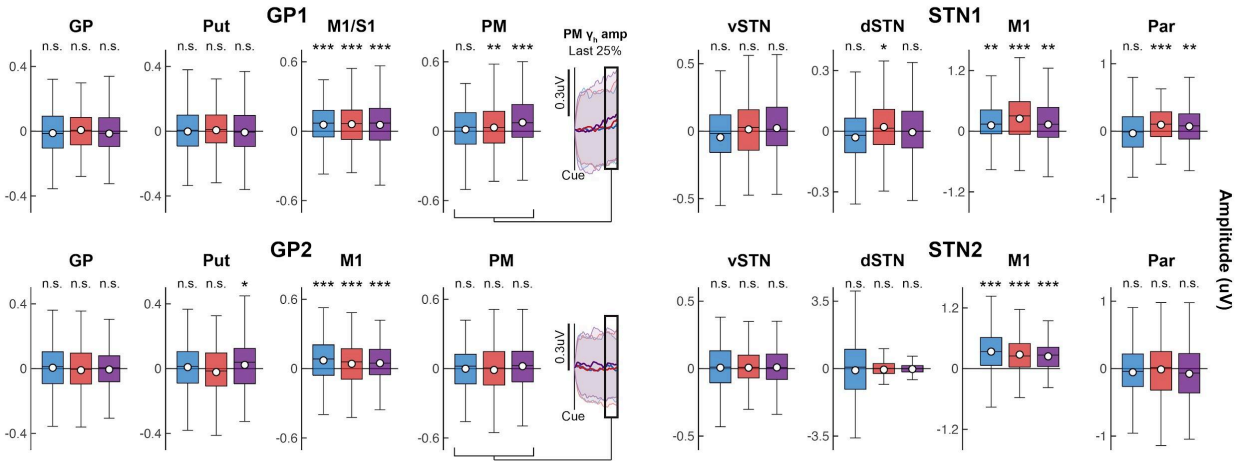 GP1
GP Put M1/S1 PM
n.s. n.s. n.s. n.s. n.s. n.s. *** *** *** n.s. ** ***
PM γh amp
Last 25%
0.4 0.4 0.6 0.6
0.3uV
0 0 0 0
-0.4 -0.4 -0.6 -0.6
Cue
STN1
vSTN dSTN M1 Par
n.s. n.s. n.s. n.s. * n.s. ** *** ** n.s. *** **
0.5 0.3 1.2 1
0 0 0 0
-0.5 -0.3 -1.2 -1
Amplitude (uV)
GP2
GP Put M1 PM
n.s. n.s. n.s. n.s. n.s. * *** *** *** n.s. n.s. n.s.
0.4 0.4 0.6 0.6
0.3uV
0 0 0 0
-0.4 -0.4 -0.6 -0.6
Cue
STN2
vSTN dSTN M1 Par
n.s. n.s. n.s. n.s. n.s. n.s. *** *** *** n.s. n.s. n.s.
0.5 3.5 1.2 1
0 0 0 0
-0.5 -3.5 -1.2 -1